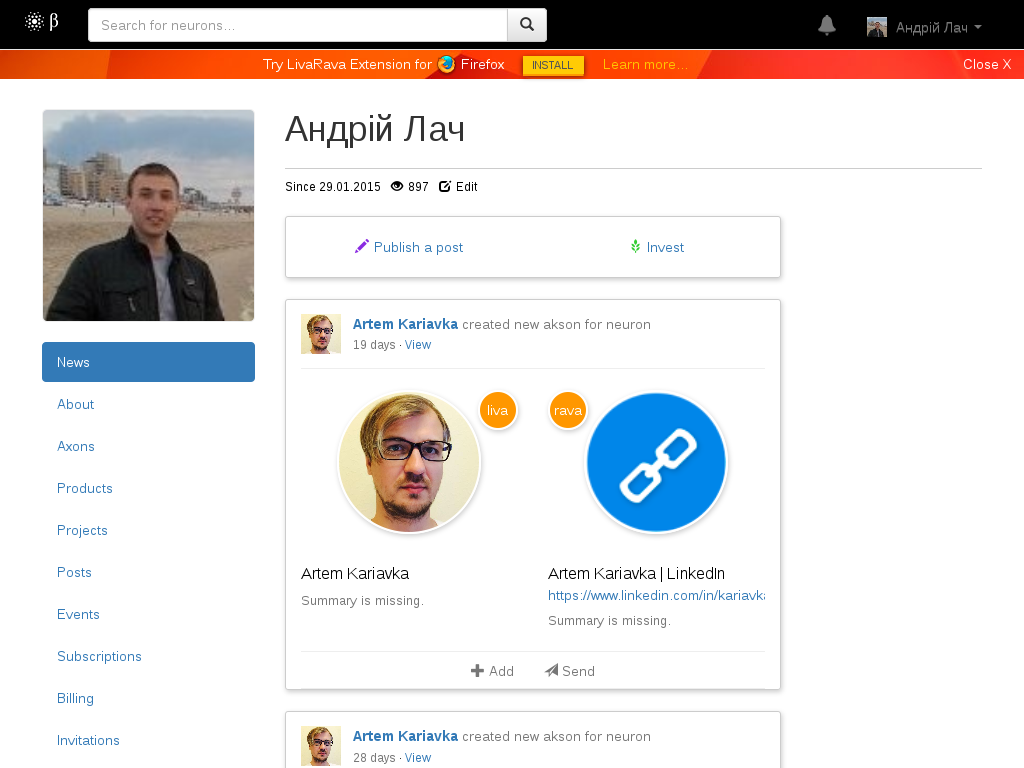 β
Search for neurons...
Андрій Лач
Try LivaRava Extension for Firefox
INSTALL
Learn more...
Close X
Андрій Лач
Since 29.01.2015 897 Edit
Publish a post
Invest
News
About
Axons
Products
Projects
Posts
Events
Subscriptions
Billing
Invitations
Artem Kariavka created new akson for neuron
19 days · View
liva
rava
Artem Kariavka
Summary is missing.
Artem Kariavka | LinkedIn
https://www.linkedin.com/in/kariavka
Summary is missing.
Add
Send
Artem Kariavka created new akson for neuron
28 days · View